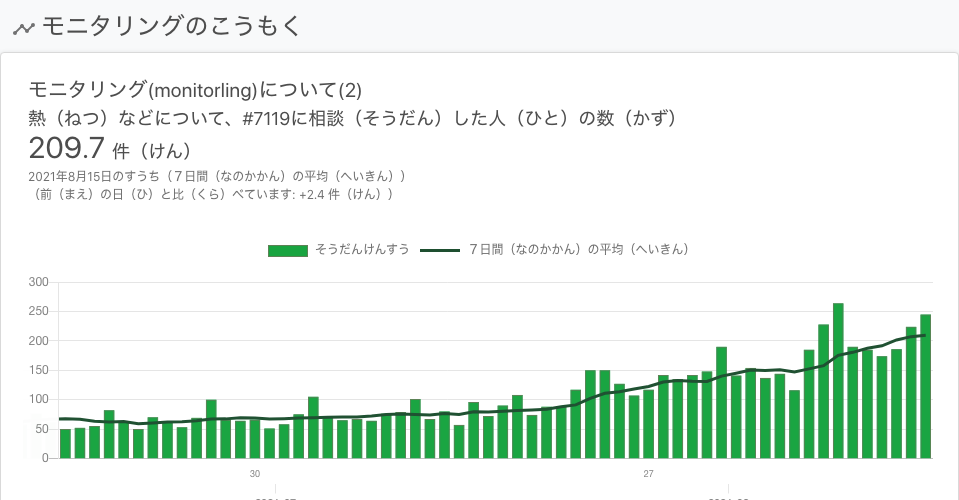 モニタリングのこうもく
モニタリング(monitorling)について(2)
熱（ねつ）などについて、#7119に相談（そうだん）した人（ひと）の数（かず）
209.7 件（けん）
2021年8月15日のすうち（７日間（なのかかん）の平均（へいきん））
（前（まえ）の日（ひ）と比（くら）べています: +2.4 件（けん））
そうだんけんすう ７日間（なのかかん）の平均（へいきん）
300
250
200
150
100
50
0
30 27